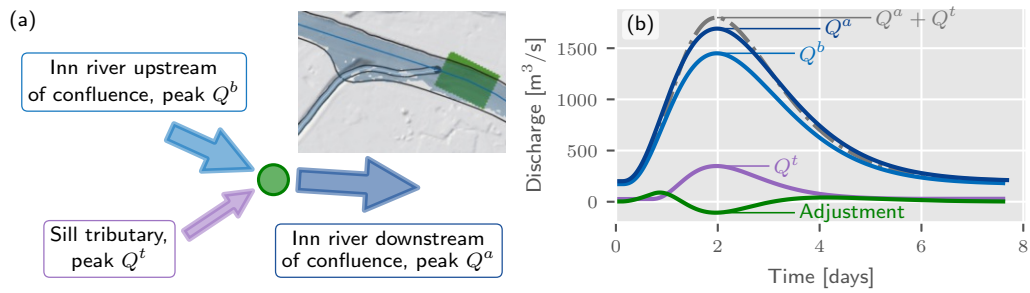 (a)
Inn river upstream
of confluence, peak Q^b
Sill tributary,
peak Q^t
Inn river downstream
of confluence, peak Q^a
(b)
Discharge [m³/s]
1500
1000
500
0
0
2
4
6
8
Time [days]
Q^a + Q^t
Q^a
Q^b
Q^t
Adjustment